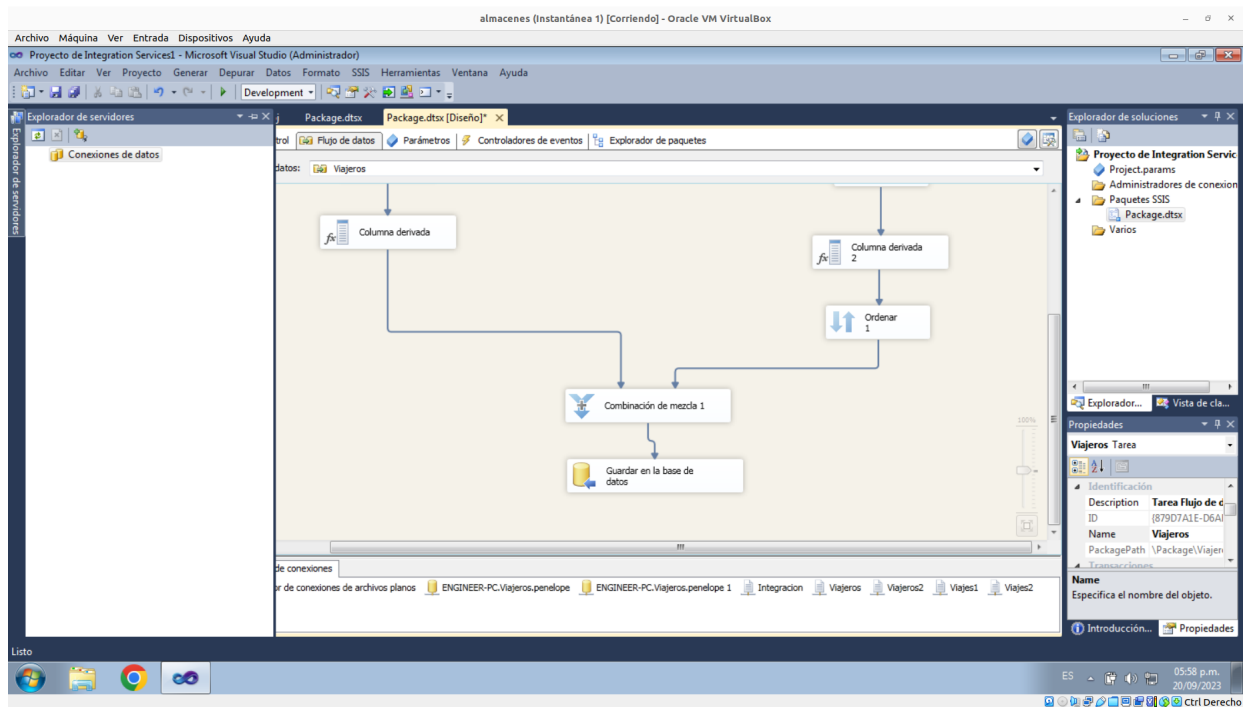 almacenes (Instantánea 1) [Corriendo] - Oracle VM VirtualBox
Archivo Máquina Ver Entrada Dispositivos Ayuda
Proyecto de Integration Services1 - Microsoft Visual Studio (Administrador)
Archivo Editar Ver Proyecto Generar Depurar Datos Formato SSIS Herramientas Ventana Ayuda
Development
Explorador de servidores
Explorador de servidores
Conexiones de datos
j Package.dtsx Package.dtsx [Diseño]*
trol Flujo de datos Parámetros Controladores de eventos Explorador de paquetes
datos: Viajeros
Columna derivada
Columna derivada
2
Ordenar
1
Combinación de mezcla 1
Guardar en la base de
datos
100%
de conexiones
or de conexiones de archivos planos ENGINEER-PC.Viajeros.penelope ENGINEER-PC.Viajeros.penelope 1 Integracion Viajeros Viajeros2 Viajes1 Viajes2
Explorador de soluciones
Proyecto de Integration Servic
Project.params
Administradores de conexion
Paquetes SSIS
Package.dtsx
Varios
Explorador... Vista de cla...
Propiedades
Viajeros Tarea
Identificación
Description Tarea Flujo de d
ID {879D7A1E-D6A
Name Viajeros
PackagePath \Package\Viajer
Transacciones
Name
Especifica el nombre del objeto.
Introducción... Propiedades
Listo
ES
05:58 p.m.
20/09/2023
Ctrl Derecho